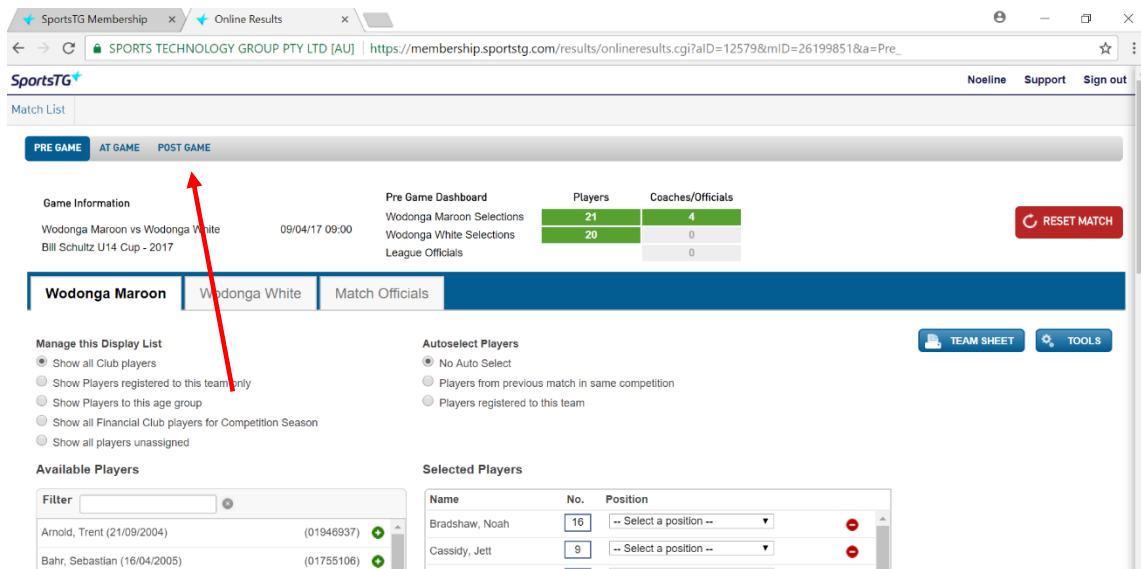 SportsTG Membership × Online Results ×
SPORTS TECHNOLOGY GROUP PTY LTD [AU] https://membership.sportstg.com/results/onlineresults.cgi?aID=12579&mID=26199851&a=Pre_
SportsTG Noeline Support Sign out
Match List
PRE GAME AT GAME POST GAME
Game Information
Wodonga Maroon vs Wodonga White 09/04/17 09:00
Bill Schultz U14 Cup - 2017
Pre Game Dashboard Players Coaches/Officials
Wodonga Maroon Selections 21 4
Wodonga White Selections 20 0
League Officials 0
RESET MATCH
Wodonga Maroon Wodonga White Match Officials
Manage this Display List
Show all Club players
Show Players registered to this team only
Show Players to this age group
Show all Financial Club players for Competition Season
Show all players unassigned
Autoselect Players
No Auto Select
Players from previous match in same competition
Players registered to this team
TEAM SHEET TOOLS
Available Players
Filter
Arnold, Trent (21/09/2004) (01946937)
Bahr, Sebastian (16/04/2005) (01755106)
Selected Players
Name No. Position
Bradshaw, Noah 16 -- Select a position --
Cassidy, Jett 9 -- Select a position --